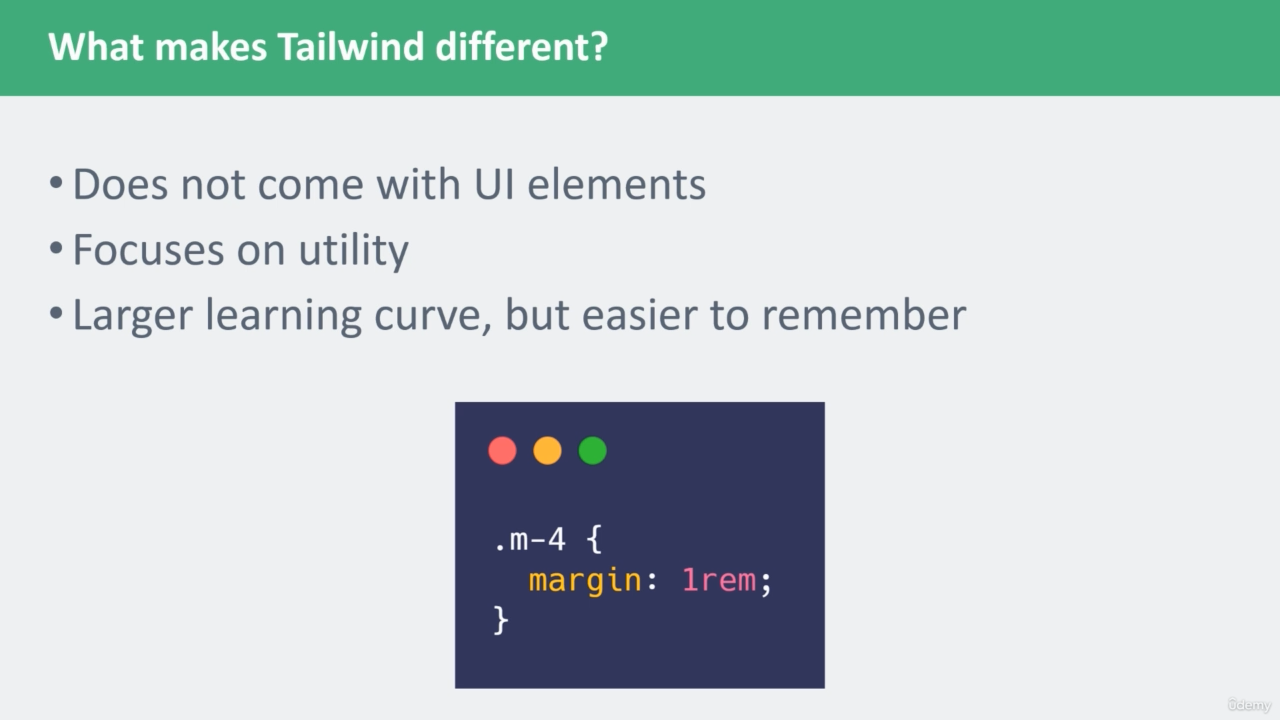 What makes Tailwind different?
• Does not come with UI elements
• Focuses on utility
• Larger learning curve, but easier to remember
.m-4 {
  margin: 1rem;
}
ûdemy